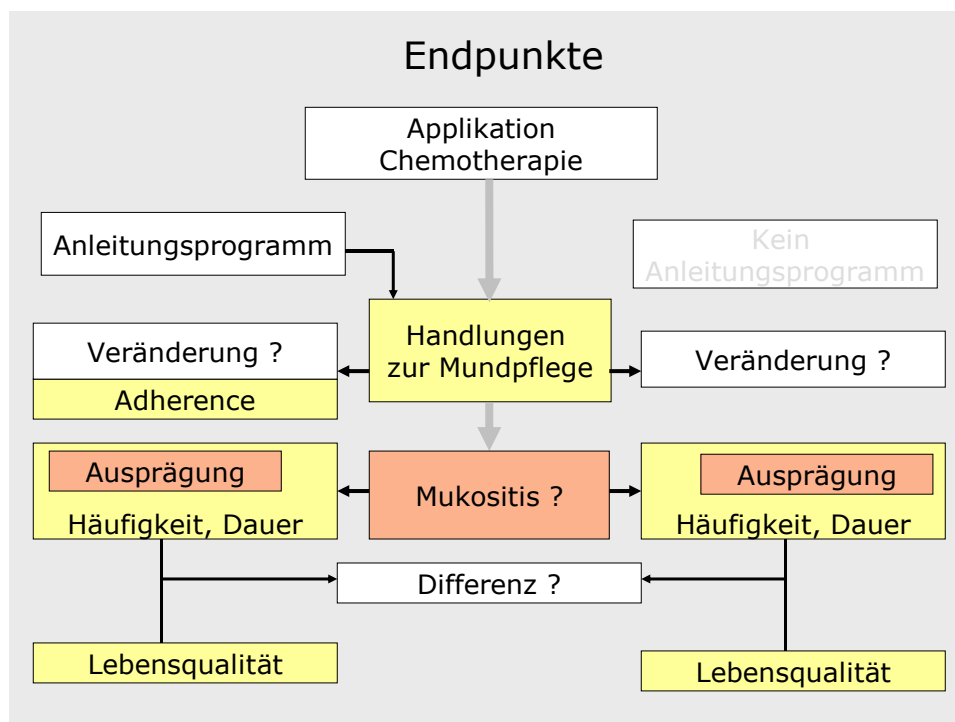 Endpunkte
Applikation
Chemotherapie
Anleitungsprogramm
Kein
Anleitungsprogramm
Handlungen
zur Mundpflege
Veränderung ?
Adherence
Veränderung ?
Ausprägung
Häufigkeit, Dauer
Mukositis ?
Ausprägung
Häufigkeit, Dauer
Differenz ?
Lebensqualität
Lebensqualität